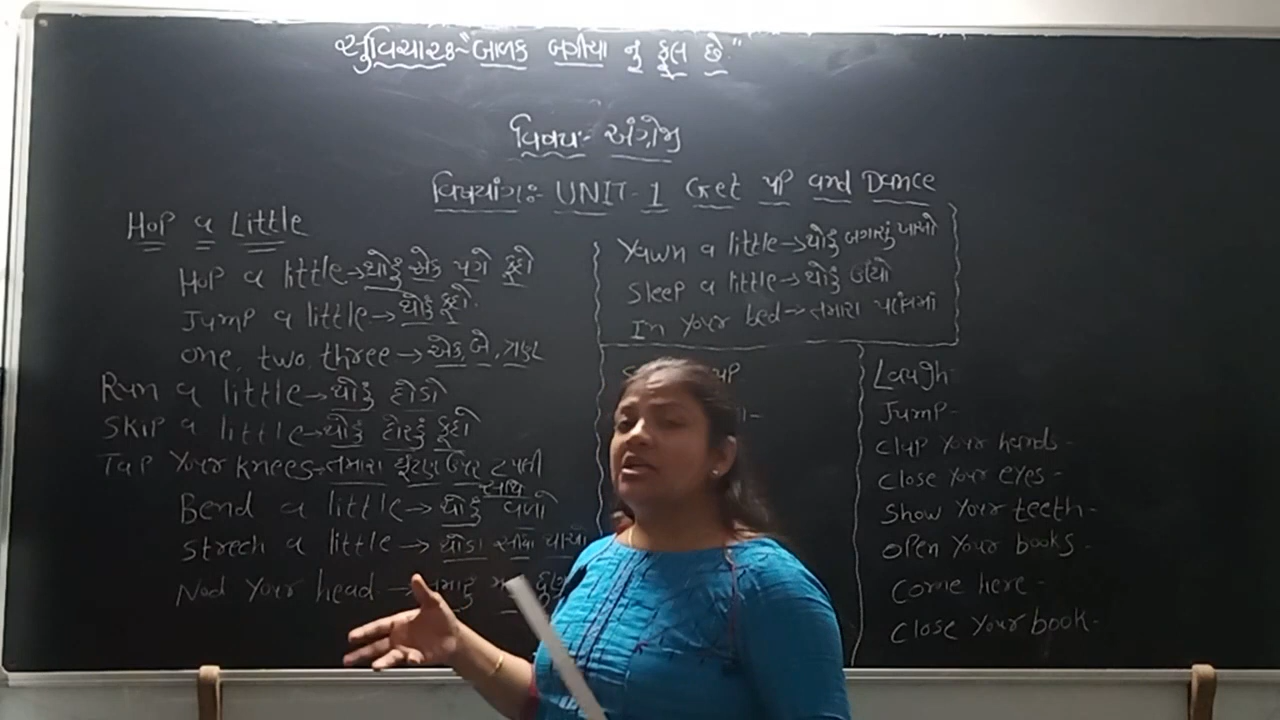 સુવિચારઃ- "બાળક બગીચા નુ ફૂલ છે"
વિષયઃ- અંગ્રેજી
વિષયાંગઃ- UNIT-1 Get up and Dance
Hop a Little
Hop a little → થોડું એક પગે કૂદો
Jump a little → થોડું કૂદો.
one, two, three → એક, બે, ત્રણ
Run a little → થોડું દોડો
Skip a little → થોડું દોરડું કૂદો
Tap Your knees → તમારા ઘૂંટણ ઉપર ટપલી
Bend a little → થોડું વળો
Strech a little → થોડા સીધા થાઓ
Nod Your head →
Yawn a little → થોડું બગાસું ખાઓ
Sleep a little → થોડું ઊંઘો
In Your bed → તમારા પલંગમાં
Laugh-
Jump-
Clap Your hands-
Close Your eyes-
Show Your teeth-
Open Your books-
Come here-
Close Your book-